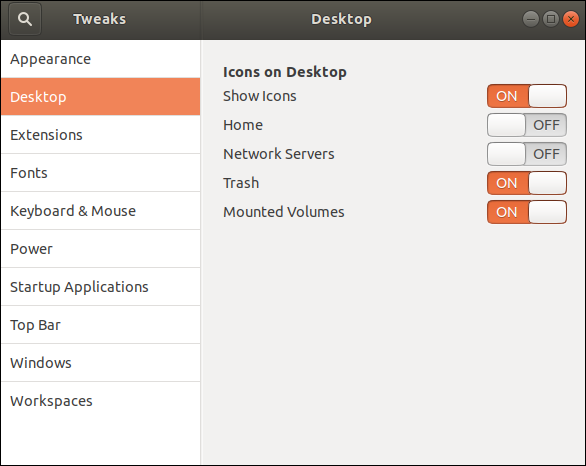 Tweaks
Desktop
Appearance
Desktop
Extensions
Fonts
Keyboard & Mouse
Power
Startup Applications
Top Bar
Windows
Workspaces
Icons on Desktop
Show Icons ON
Home OFF
Network Servers OFF
Trash ON
Mounted Volumes ON